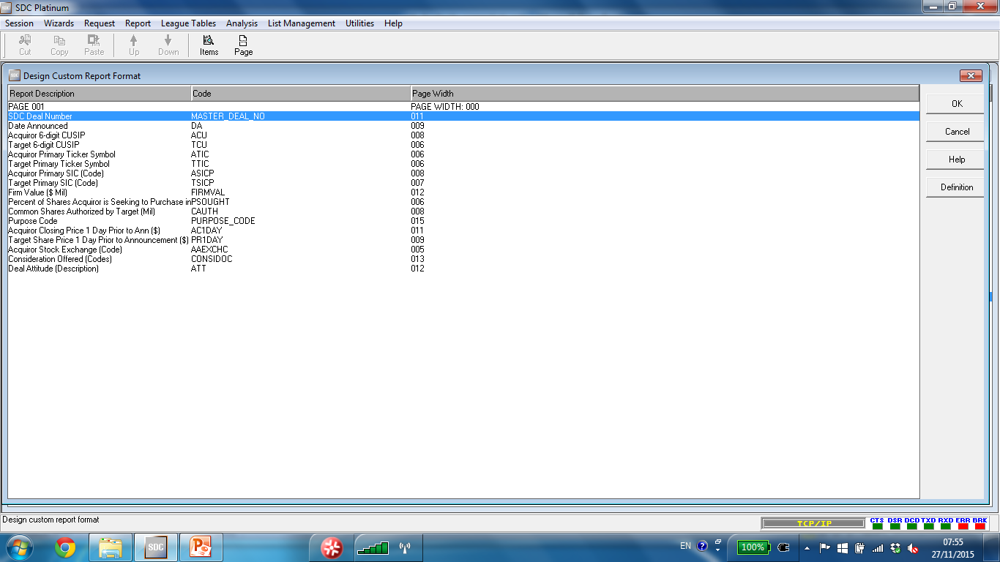 SDC Platinum
Session Wizards Request Report League Tables Analysis List Management Utilities Help
Cut Copy Paste Up Down Items Page
SDC Design Custom Report Format
Report Description Code Page Width
PAGE 001 PAGE WIDTH: 000
SDC Deal Number MASTER_DEAL_NO 011
Date Announced DA 009
Acquiror 6-digit CUSIP ACU 008
Target 6-digit CUSIP TCU 006
Acquiror Primary Ticker Symbol ATIC 006
Target Primary Ticker Symbol TTIC 006
Acquiror Primary SIC (Code) ASICP 008
Target Primary SIC (Code) TSICP 007
Firm Value ($ Mil) FIRMVAL 012
Percent of Shares Acquiror is Seeking to Purchase in PSOUGHT 006
Common Shares Authorized by Target (Mil) CAUTH 008
Purpose Code PURPOSE_CODE 015
Acquiror Closing Price 1 Day Prior to Ann ($) AC1DAY 011
Target Share Price 1 Day Prior to Announcement ($) PR1DAY 009
Acquiror Stock Exchange (Code) AAEXCHC 005
Consideration Offered (Codes) CONSIDOC 013
Deal Attitude (Description) ATT 012
OK
Cancel
Help
Definition
Design custom report format
TCP/IP
CTS DSR DCD TXD RXD ERR BRK
SDC
EN
100%
07:55
27/11/2015